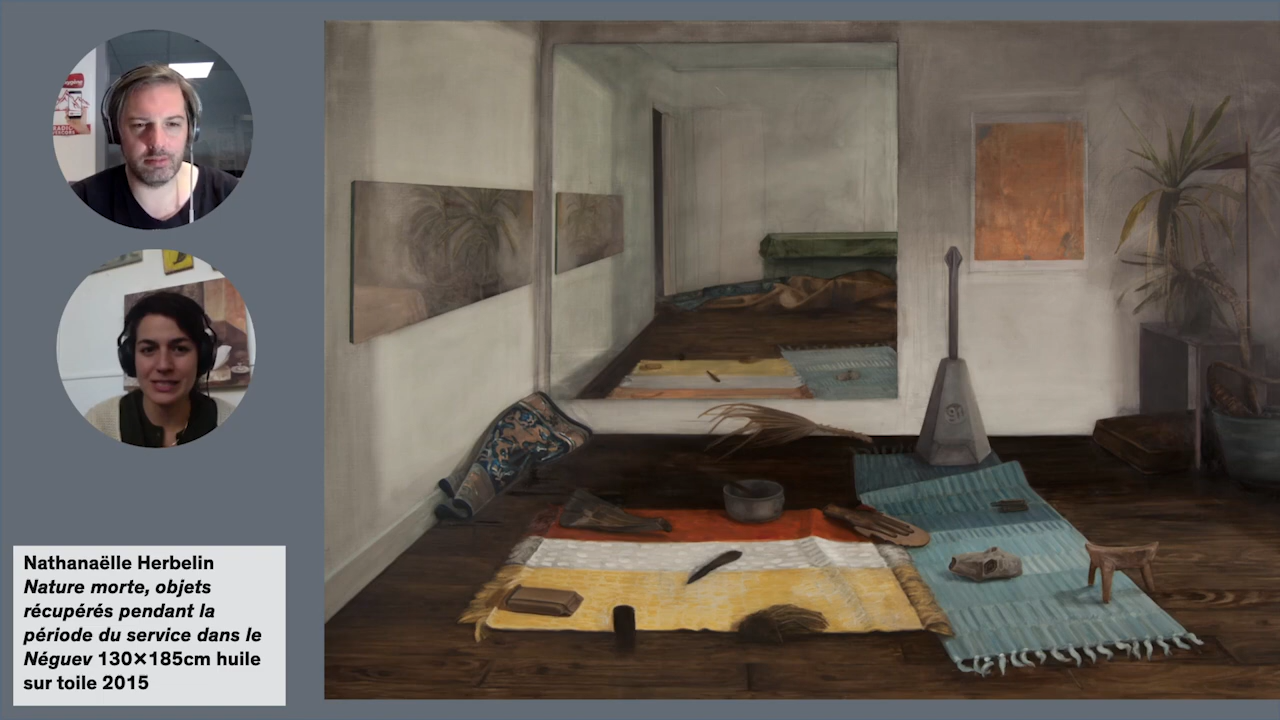 Nathanaëlle Herbelin
Nature morte, objets
récupérés pendant la
période du service dans le
Néguev 130×185cm huile
sur toile 2015